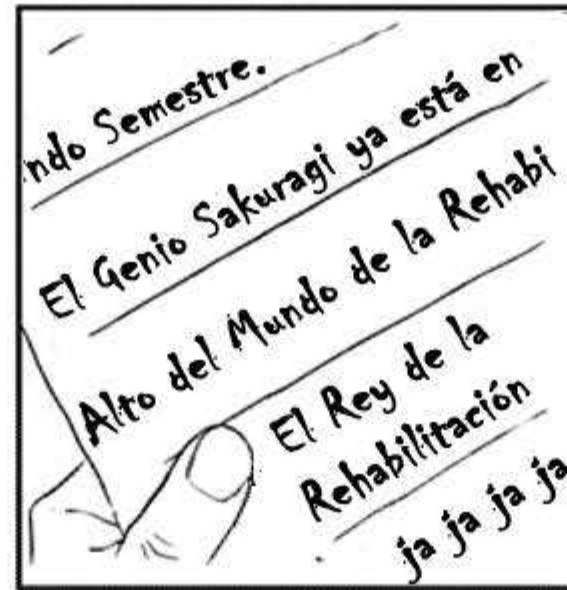 ndo Semestre.
El Genio Sakuragi ya está en
Alto del Mundo de la Rehabi
El Rey de la
Rehabilitación
ja ja ja ja